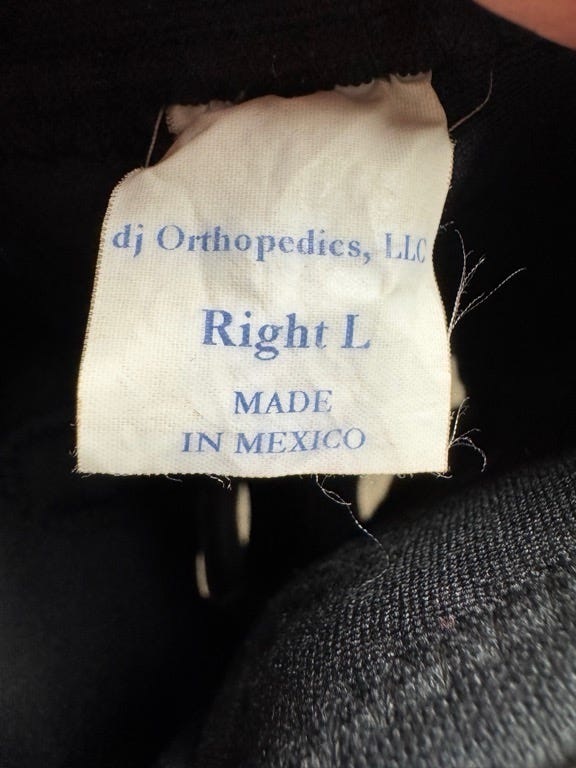 dj Orthopedics, LLC
Right L
MADE
IN MEXICO